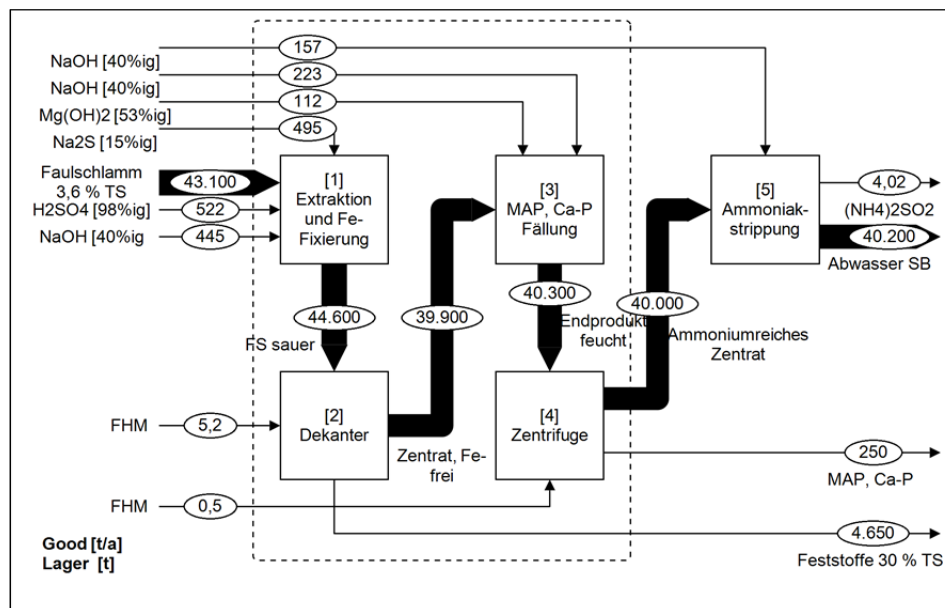 157
NaOH [40%ig]
223
NaOH [40%ig]
112
Mg(OH)2 [53%ig]
495
Na2S [15%ig]
Faulschlamm
3,6 % TS
43.100
H2SO4 [98%ig]
522
NaOH [40%ig
445
[1]
Extraktion
und Fe-
Fixierung
[3]
MAP, Ca-P
Fällung
[5]
Ammoniak-
strippung
4,02
(NH4)2SO2
40.200
Abwasser SB
44.600
FS sauer
39.900
40.300
Endprodukt
feucht
40.000
Ammoniumreiches
Zentrat
FHM
5,2
[2]
Dekanter
Zentrat, Fe-
frei
[4]
Zentrifuge
250
MAP, Ca-P
FHM
0,5
4.650
Feststoffe 30 % TS
Good [t/a]
Lager [t]